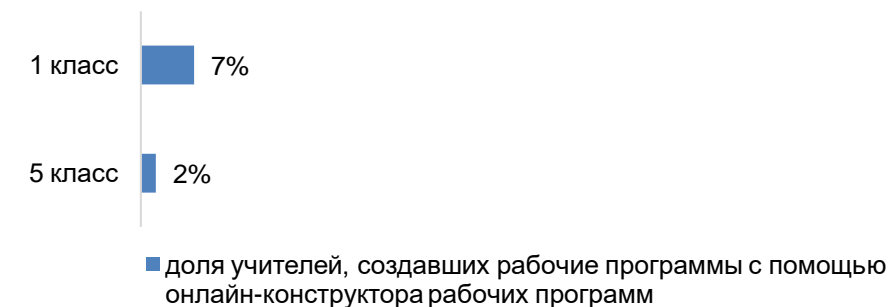 1 класс 7%
5 класс 2%
доля учителей, создавших рабочие программы с помощью
онлайн-конструктора рабочих программ